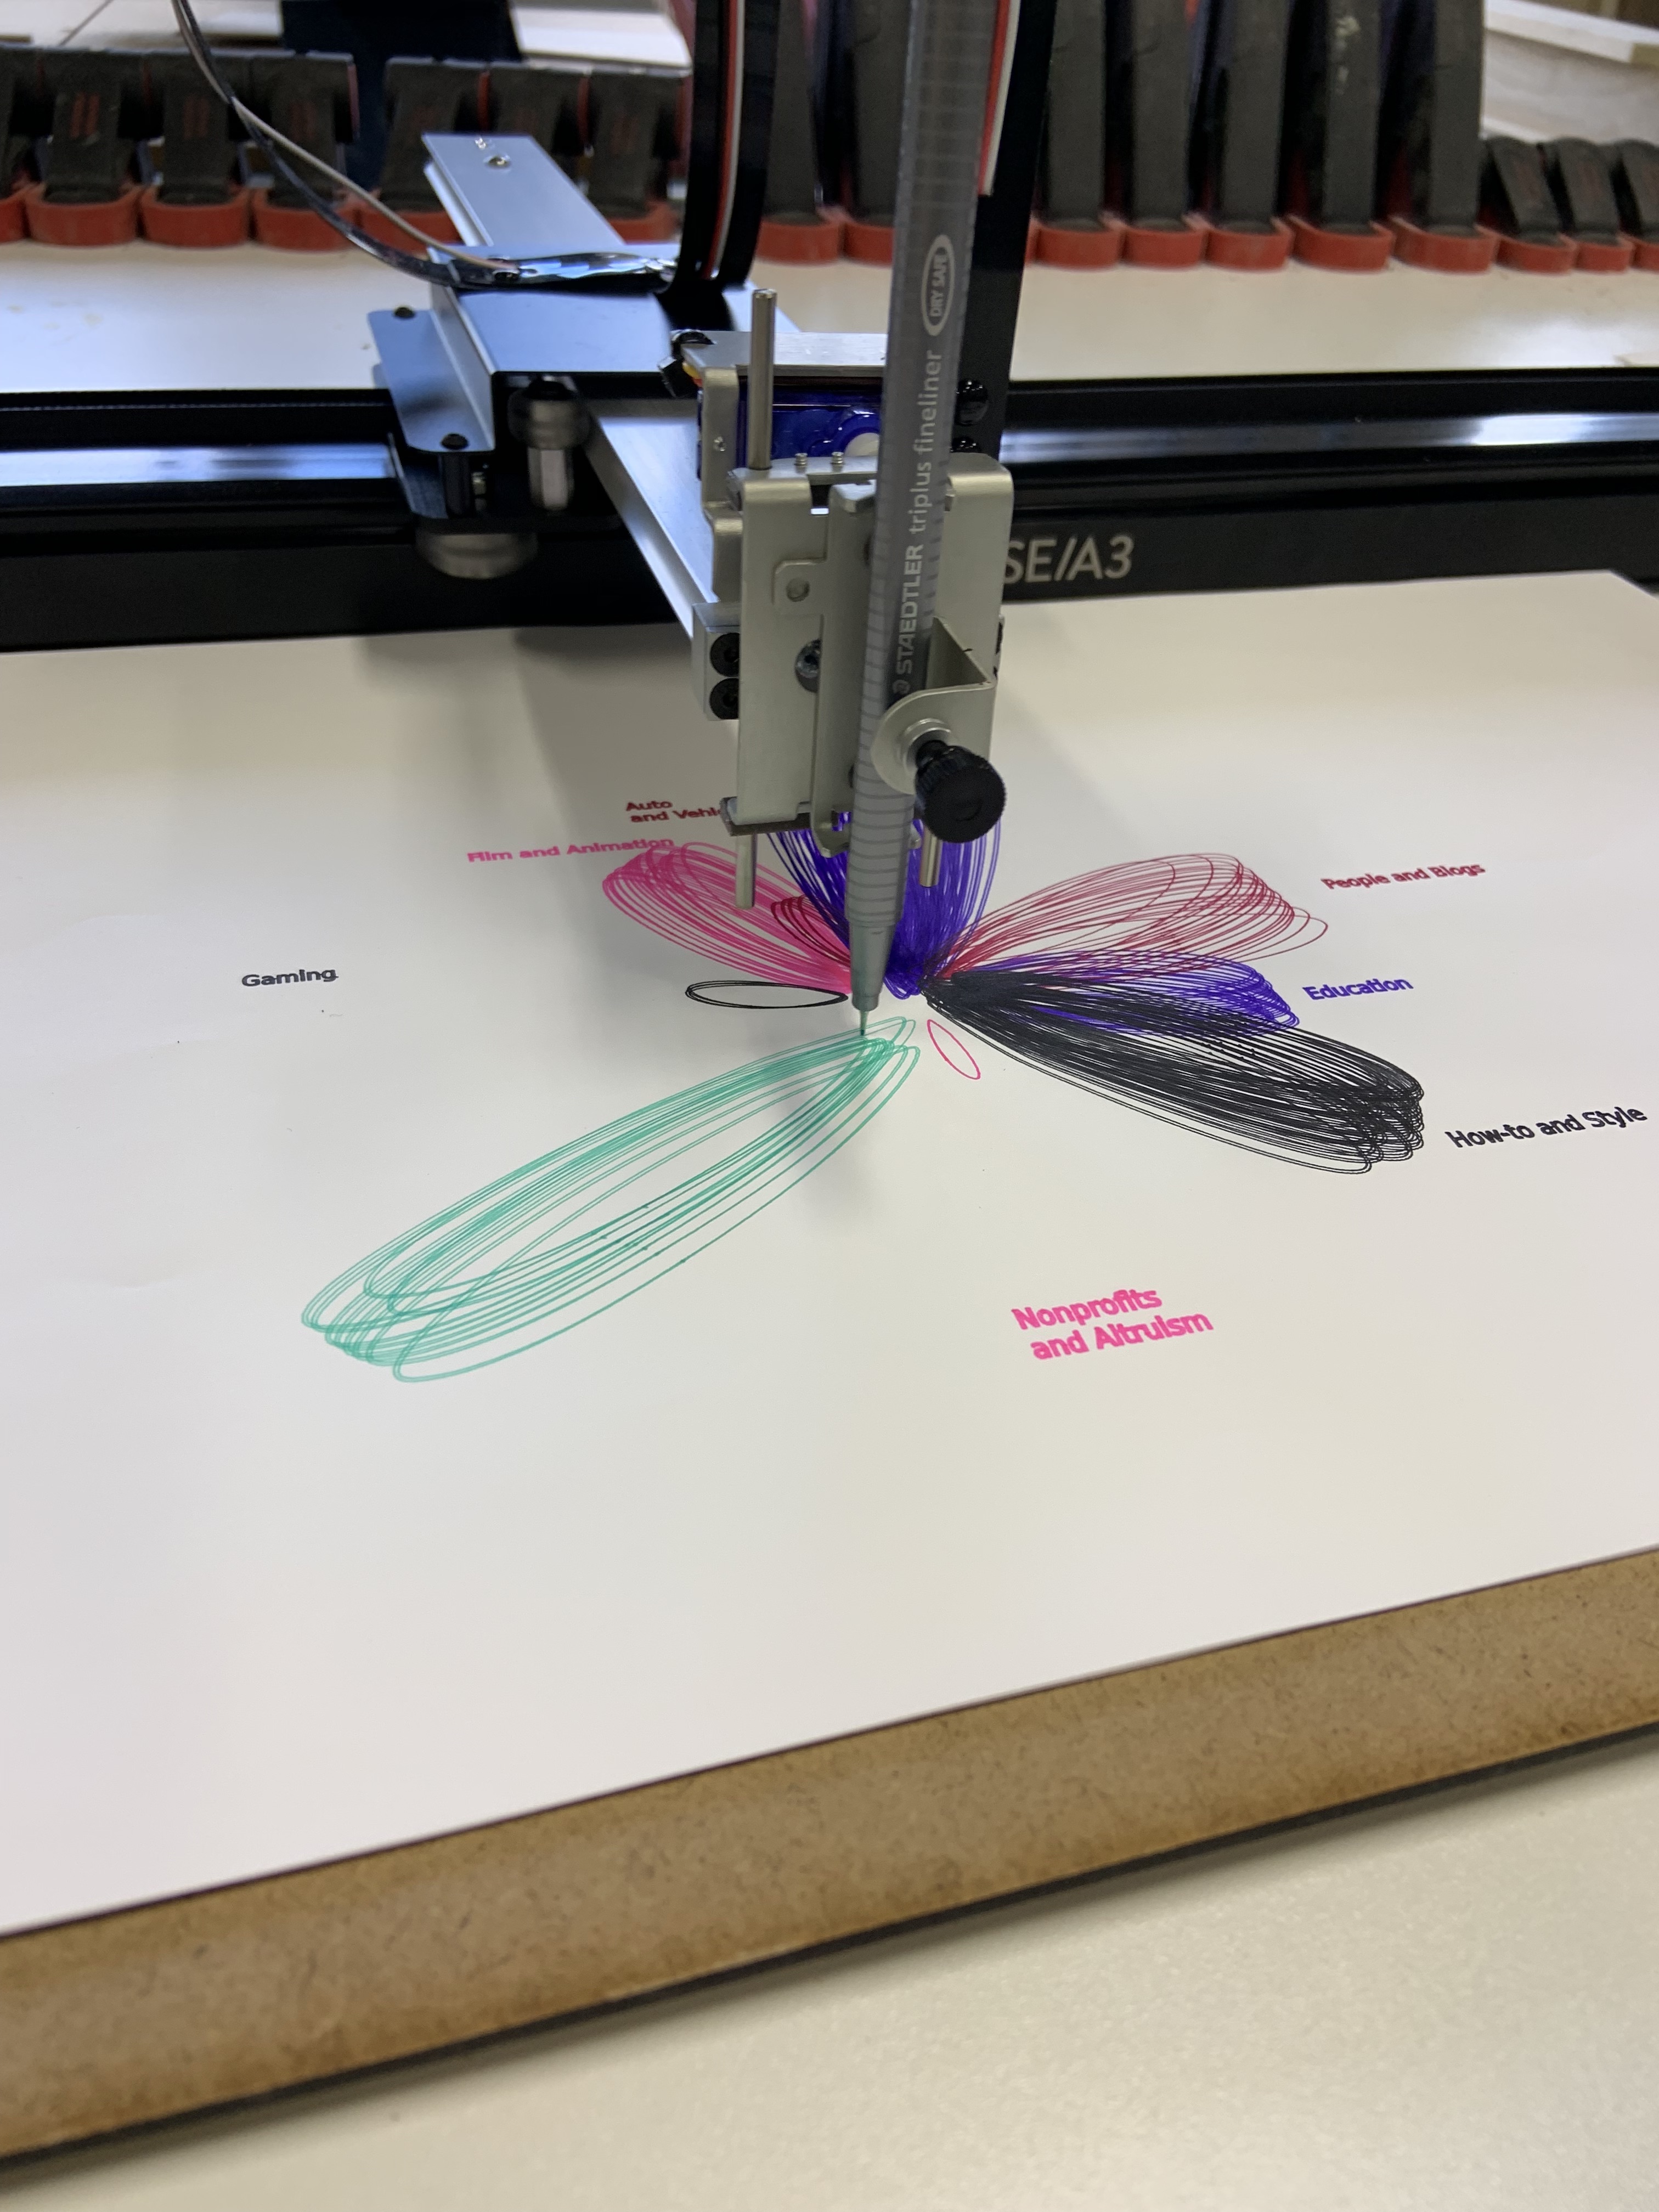 DRY SAFE
STAEDTLER triplus fineliner
SE/A3
Auto
and Vehi
Film and Animation
People and Blogs
Gaming
Education
How-to and Style
Nonprofits
and Altruism